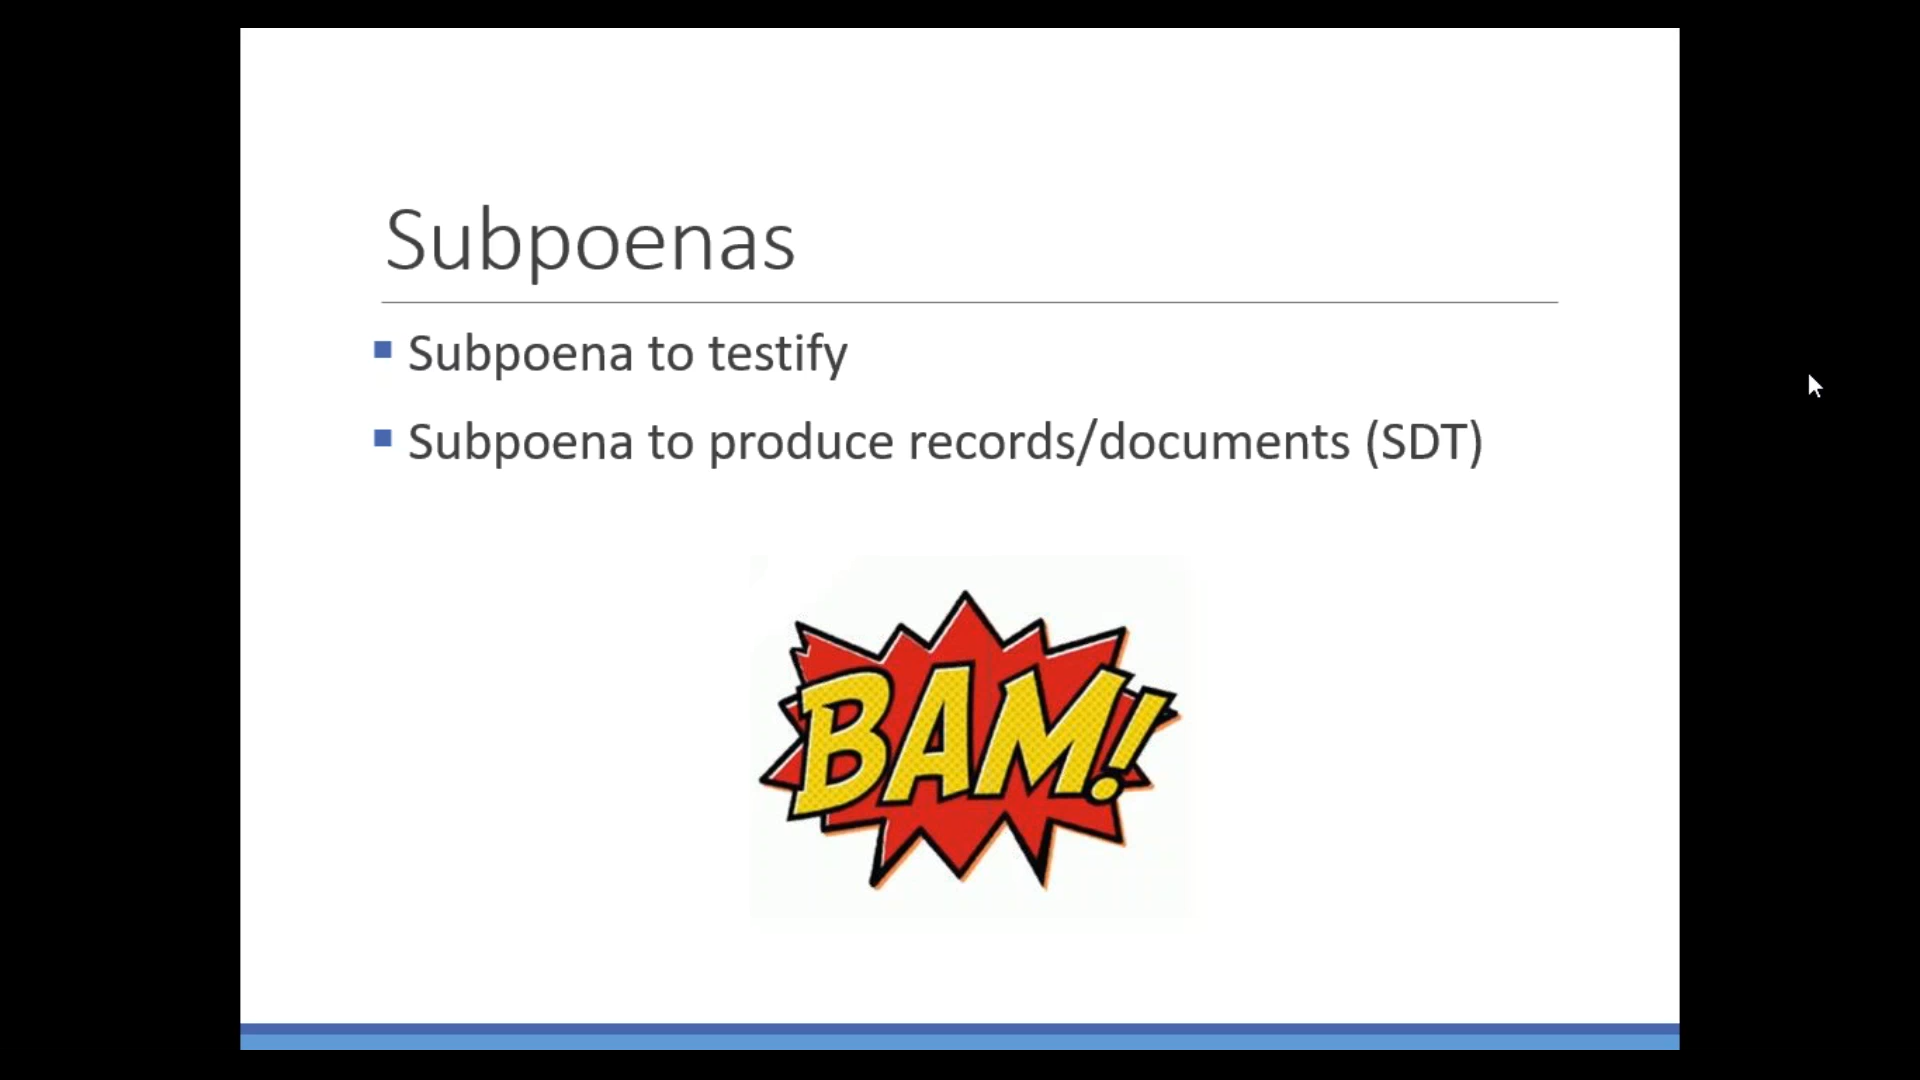 Subpoenas
Subpoena to testify
Subpoena to produce records/documents (SDT)
BAM!